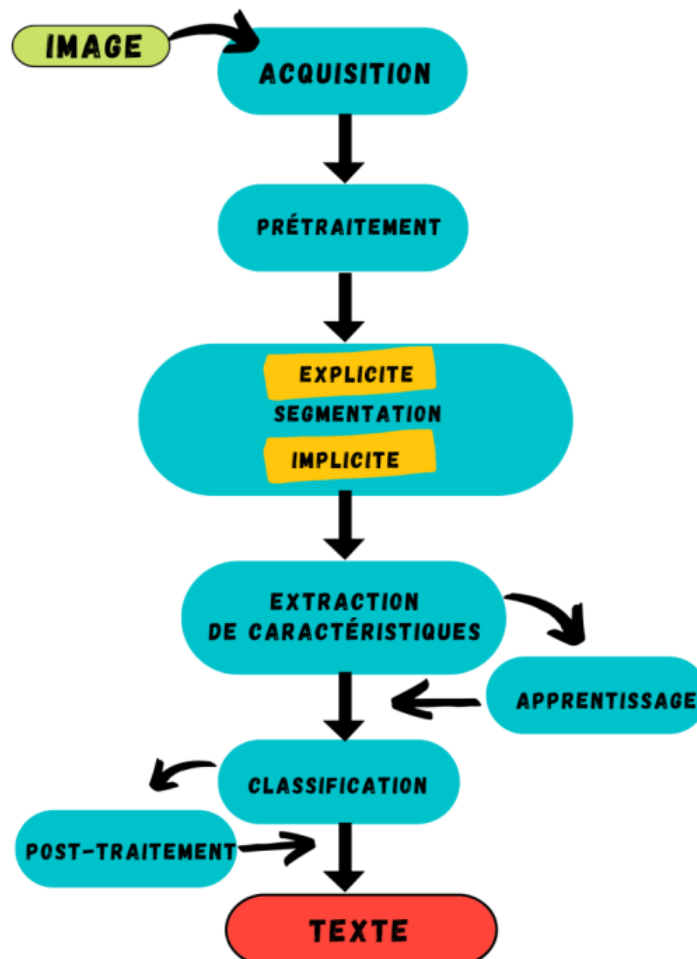 IMAGE
ACQUISITION
PRÉTRAITEMENT
EXPLICITE
SEGMENTATION
IMPLICITE
EXTRACTION
DE CARACTÉRISTIQUES
APPRENTISSAGE
CLASSIFICATION
POST-TRAITEMENT
TEXTE